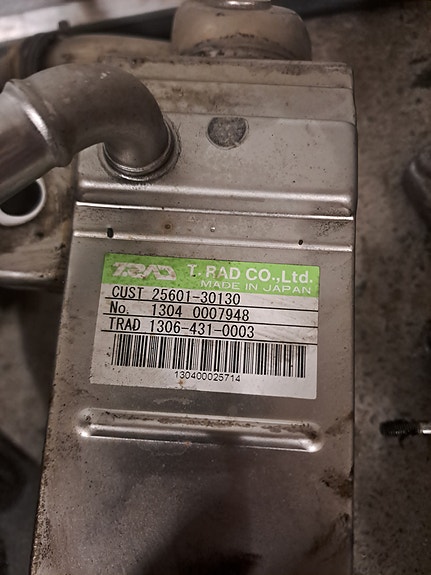 TRAD T. RAD CO.,Ltd.
MADE IN JAPAN
CUST 25601-30130
No. 1304 0007948
TRAD 1306-431-0003
130400025714